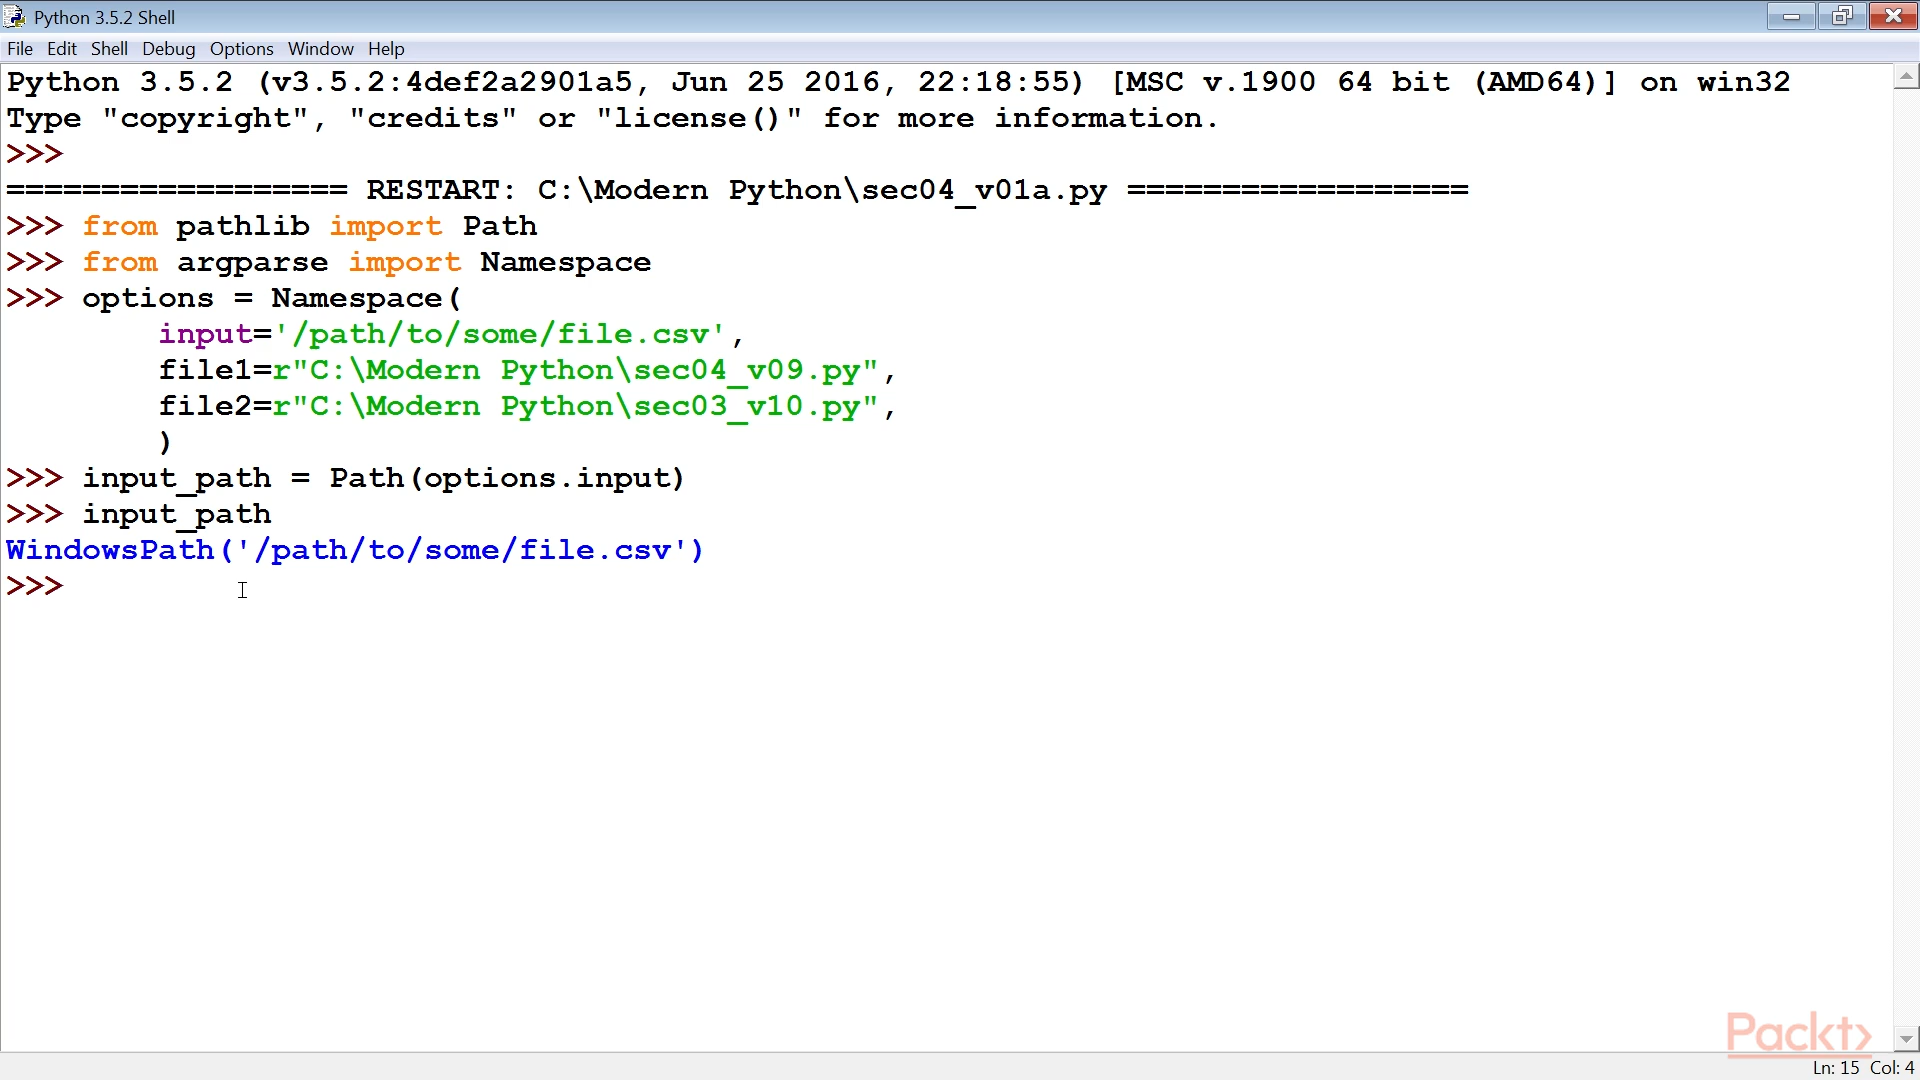 Python 3.5.2 Shell
File Edit Shell Debug Options Window Help
Python 3.5.2 (v3.5.2:4def2a2901a5, Jun 25 2016, 22:18:55) [MSC v.1900 64 bit (AMD64)] on win32
Type "copyright", "credits" or "license()" for more information.
>>>
================== RESTART: C:\Modern Python\sec04_v01a.py ==================
>>> from pathlib import Path
>>> from argparse import Namespace
>>> options = Namespace(
input='/path/to/some/file.csv',
file1=r"C:\Modern Python\sec04_v09.py",
file2=r"C:\Modern Python\sec03_v10.py",
)
>>> input_path = Path(options.input)
>>> input_path
WindowsPath('/path/to/some/file.csv')
>>>
Packt>
Ln: 15 Col: 4